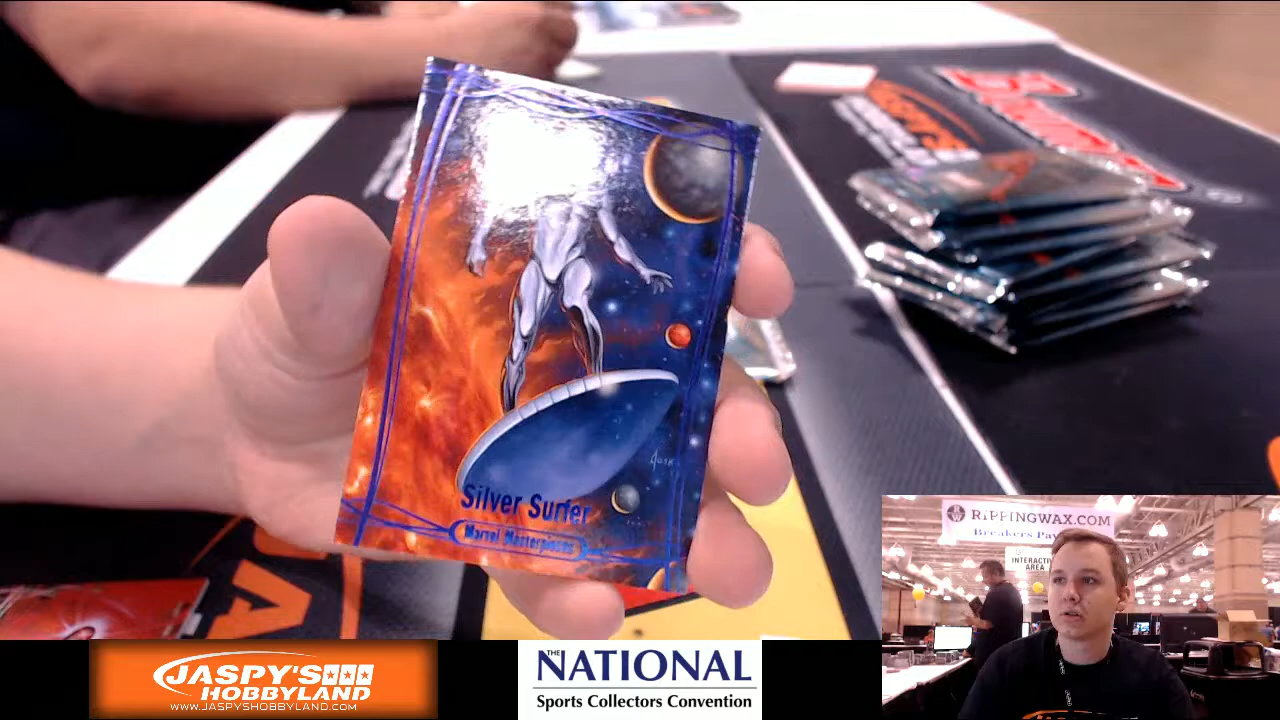 Silver Surfer
Marvel Masterpieces
RIPPINGWAX.COM
Breakers Pav
INTERACTIVE
AREA
JASPY'S
HOBBYLAND
WWW.JASPYSHOBBYLAND.COM
THE NATIONAL
Sports Collectors Convention